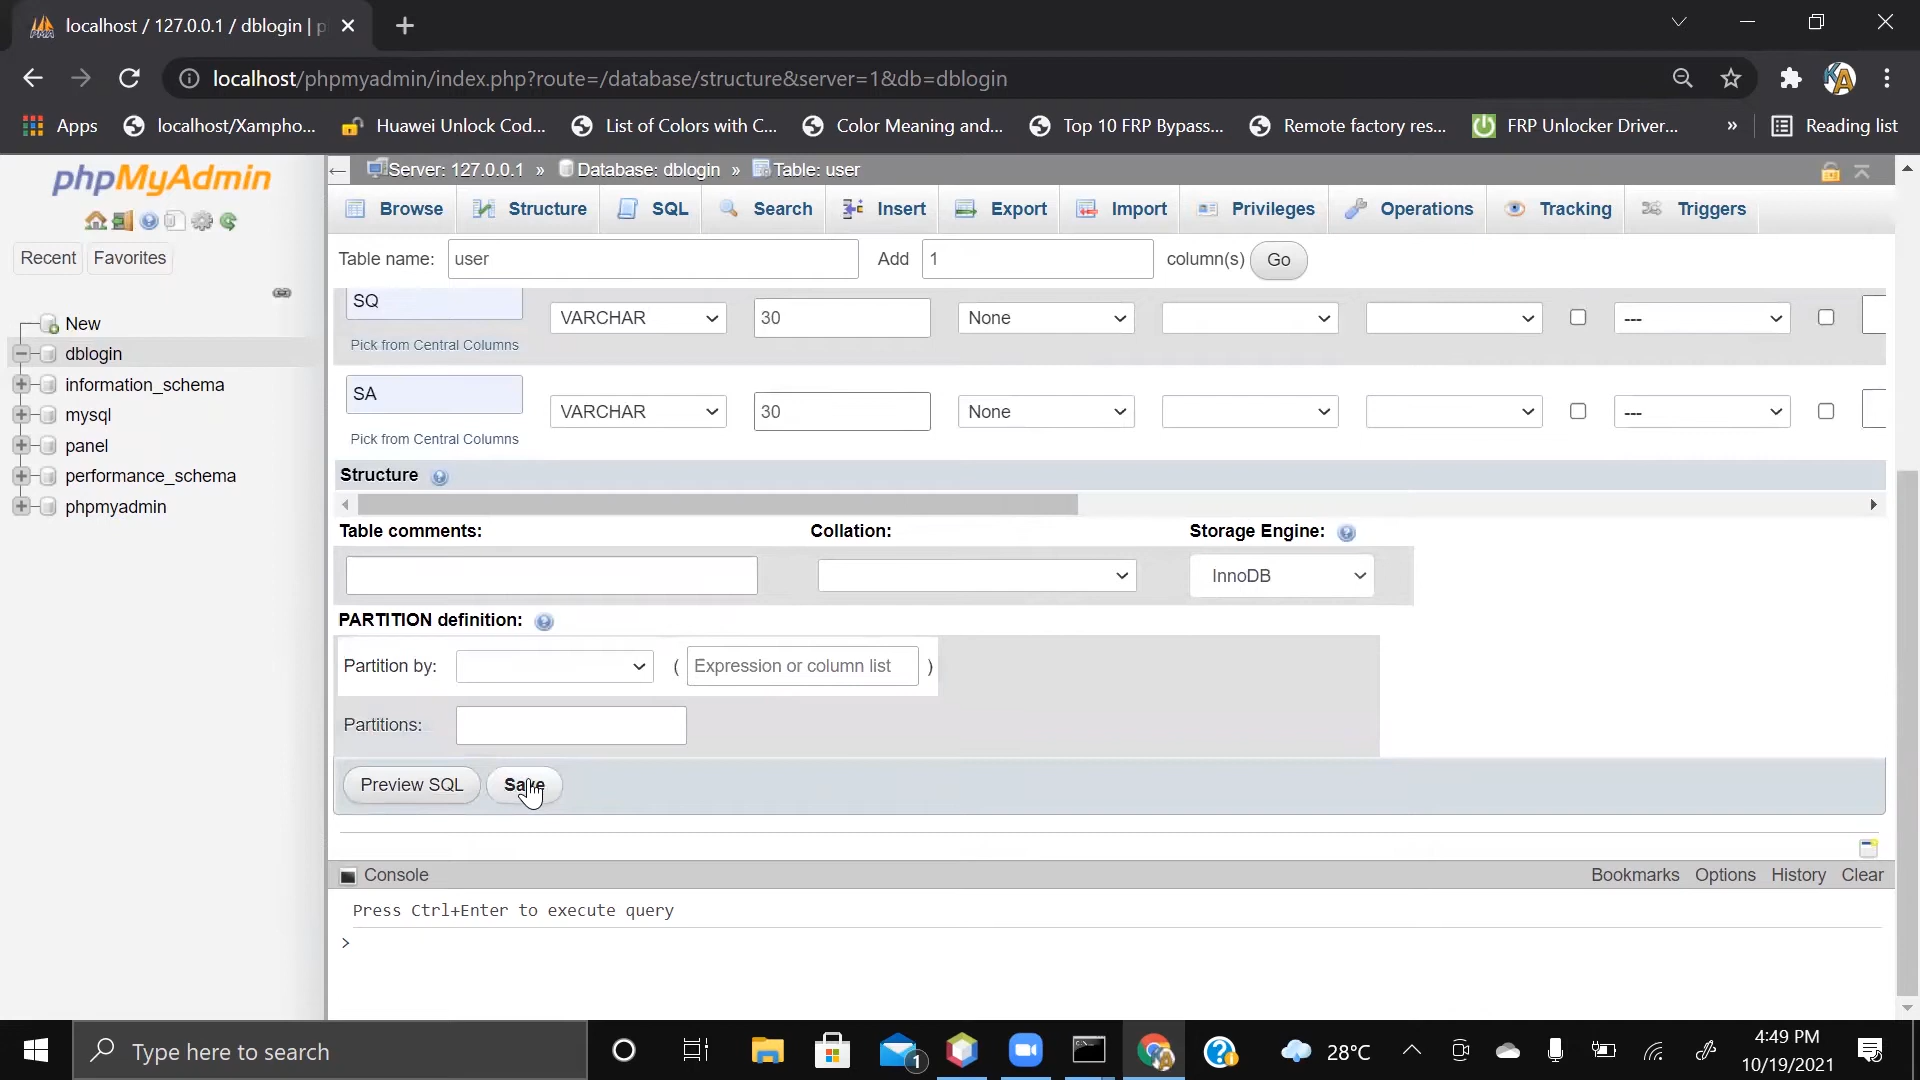 localhost / 127.0.0.1 / dblogin | p
localhost/phpmyadmin/index.php?route=/database/structure&server=1&db=dblogin
Apps localhost/Xampho... Huawei Unlock Cod... List of Colors with C... Color Meaning and... Top 10 FRP Bypass... Remote factory res... FRP Unlocker Driver... » Reading list
phpMyAdmin
Recent Favorites
New
dblogin
information_schema
mysql
panel
performance_schema
phpmyadmin
Server: 127.0.0.1 » Database: dblogin » Table: user
Browse Structure SQL Search Insert Export Import Privileges Operations Tracking Triggers
Table name: user Add 1 column(s) Go
SQ VARCHAR 30 None ---
Pick from Central Columns
SA VARCHAR 30 None ---
Pick from Central Columns
Structure
Table comments: Collation: Storage Engine:
InnoDB
PARTITION definition:
Partition by: ( Expression or column list )
Partitions:
Preview SQL Save
Console Bookmarks Options History Clear
Press Ctrl+Enter to execute query
>
Type here to search 1 28°C 4:49 PM
10/19/2021